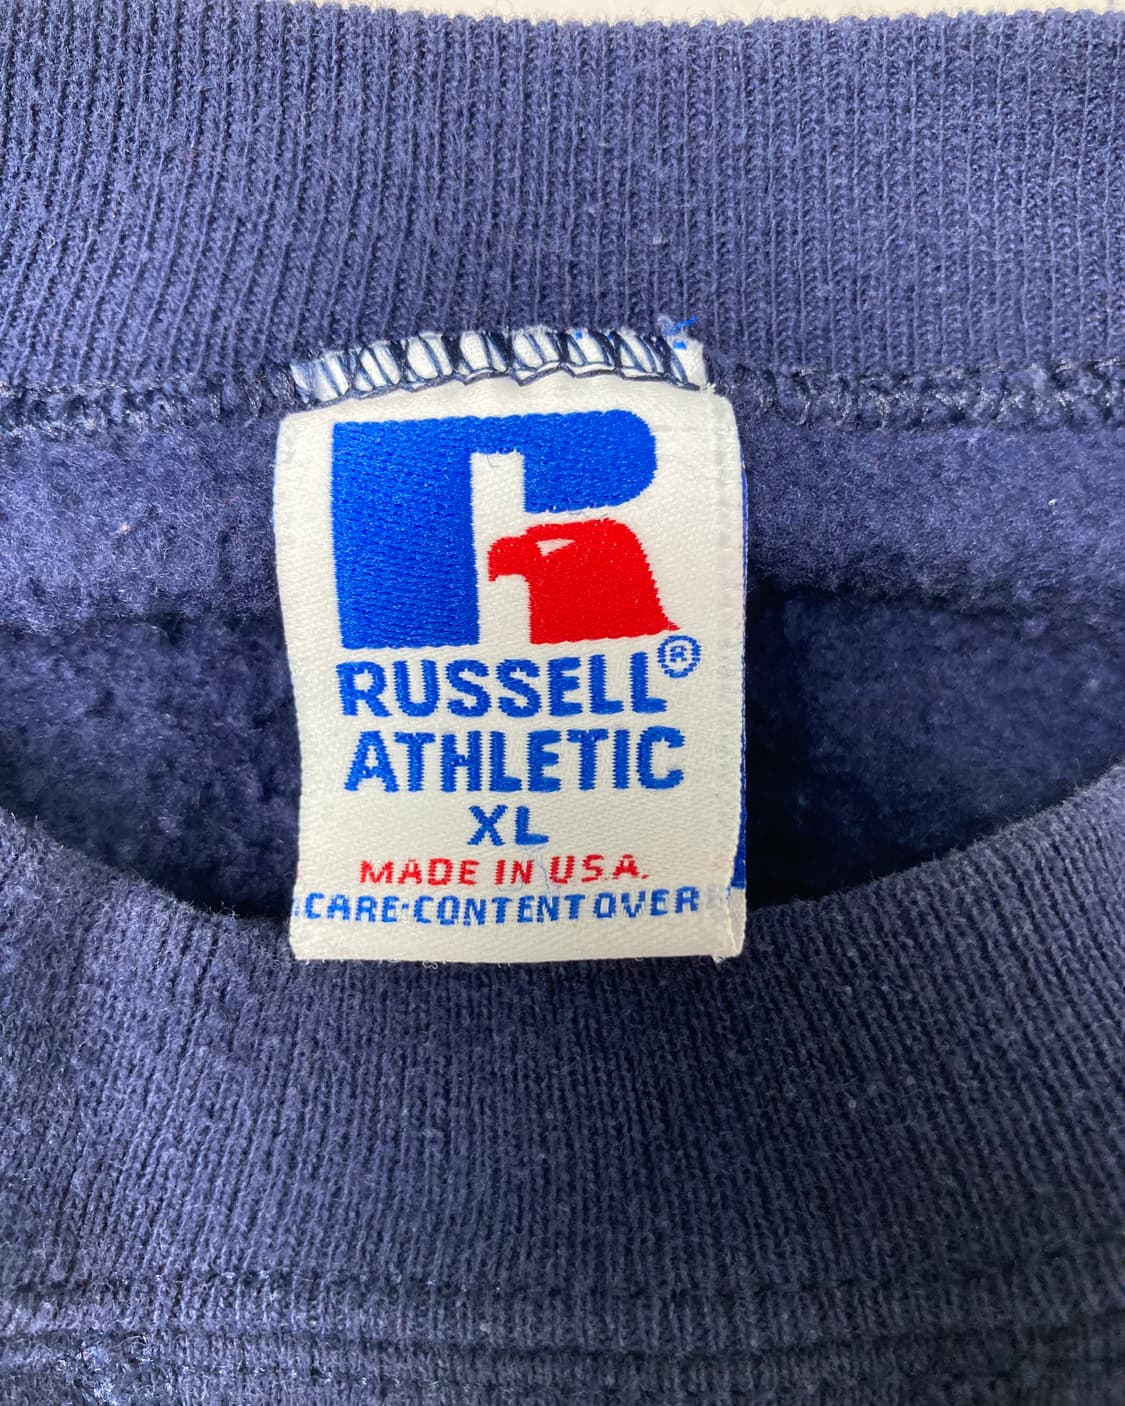 RUSSELL®
ATHLETIC
XL
MADE IN U.S.A.
CARE·CONTENT OVER